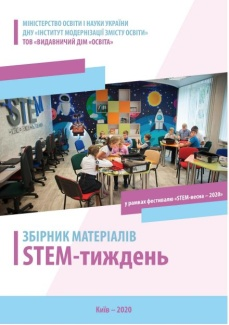 МІНІСТЕРСТВО ОСВІТИ І НАУКИ УКРАЇНИ
ДНУ «ІНСТИТУТ МОДЕРНІЗАЦІЇ ЗМІСТУ ОСВІТИ»
ТОВ «ВИДАВНИЧИЙ ДІМ «ОСВІТА»
STEM
у рамках фестивалю «STEM-весна – 2020»
ЗБІРНИК МАТЕРІАЛІВ
STEM-тиждень
Київ – 2020